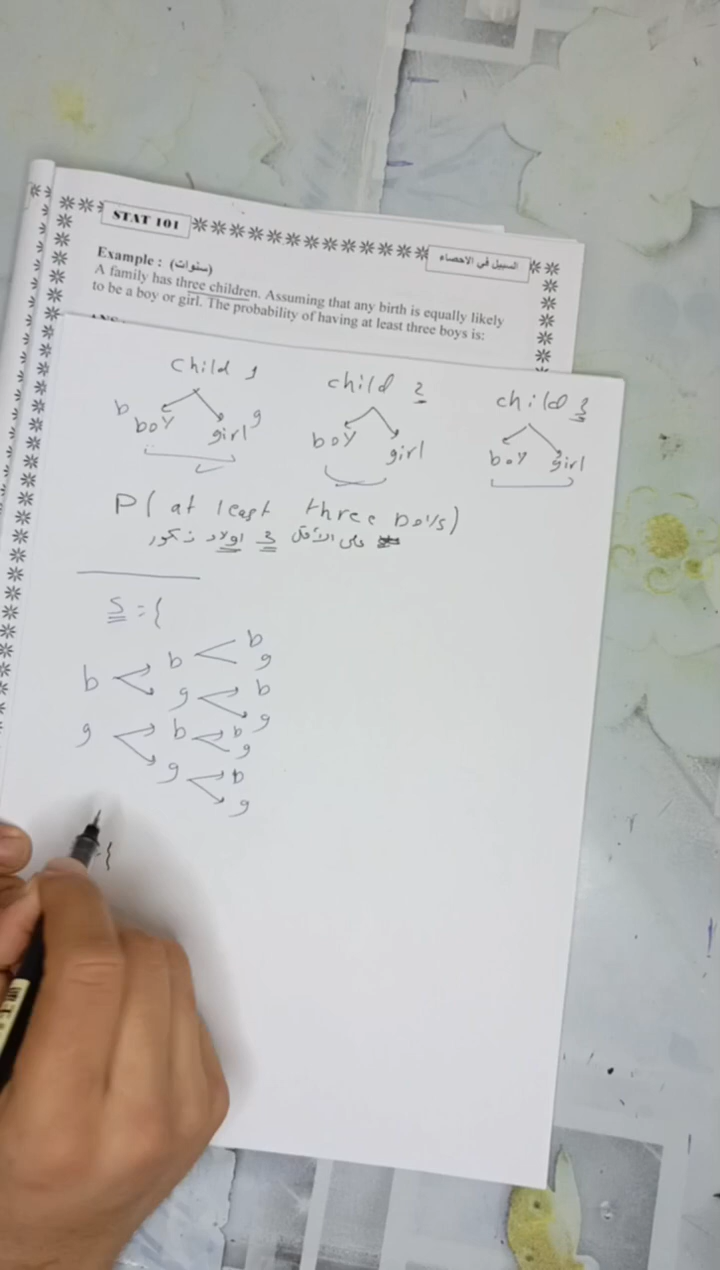 STAT 101
السبيل في الاحصاء
Example : (سنوات)
A family has three children. Assuming that any birth is equally likely
to be a boy or girl. The probability of having at least three boys is:
child 1 child 2 child 3
b boy girl g boy girl boy girl
P( at least three boys)
على الأقل 3 اولاد ذكور
S = {
b
b
g
b
g
b
g
g
b
b
g
g
b
g
= {